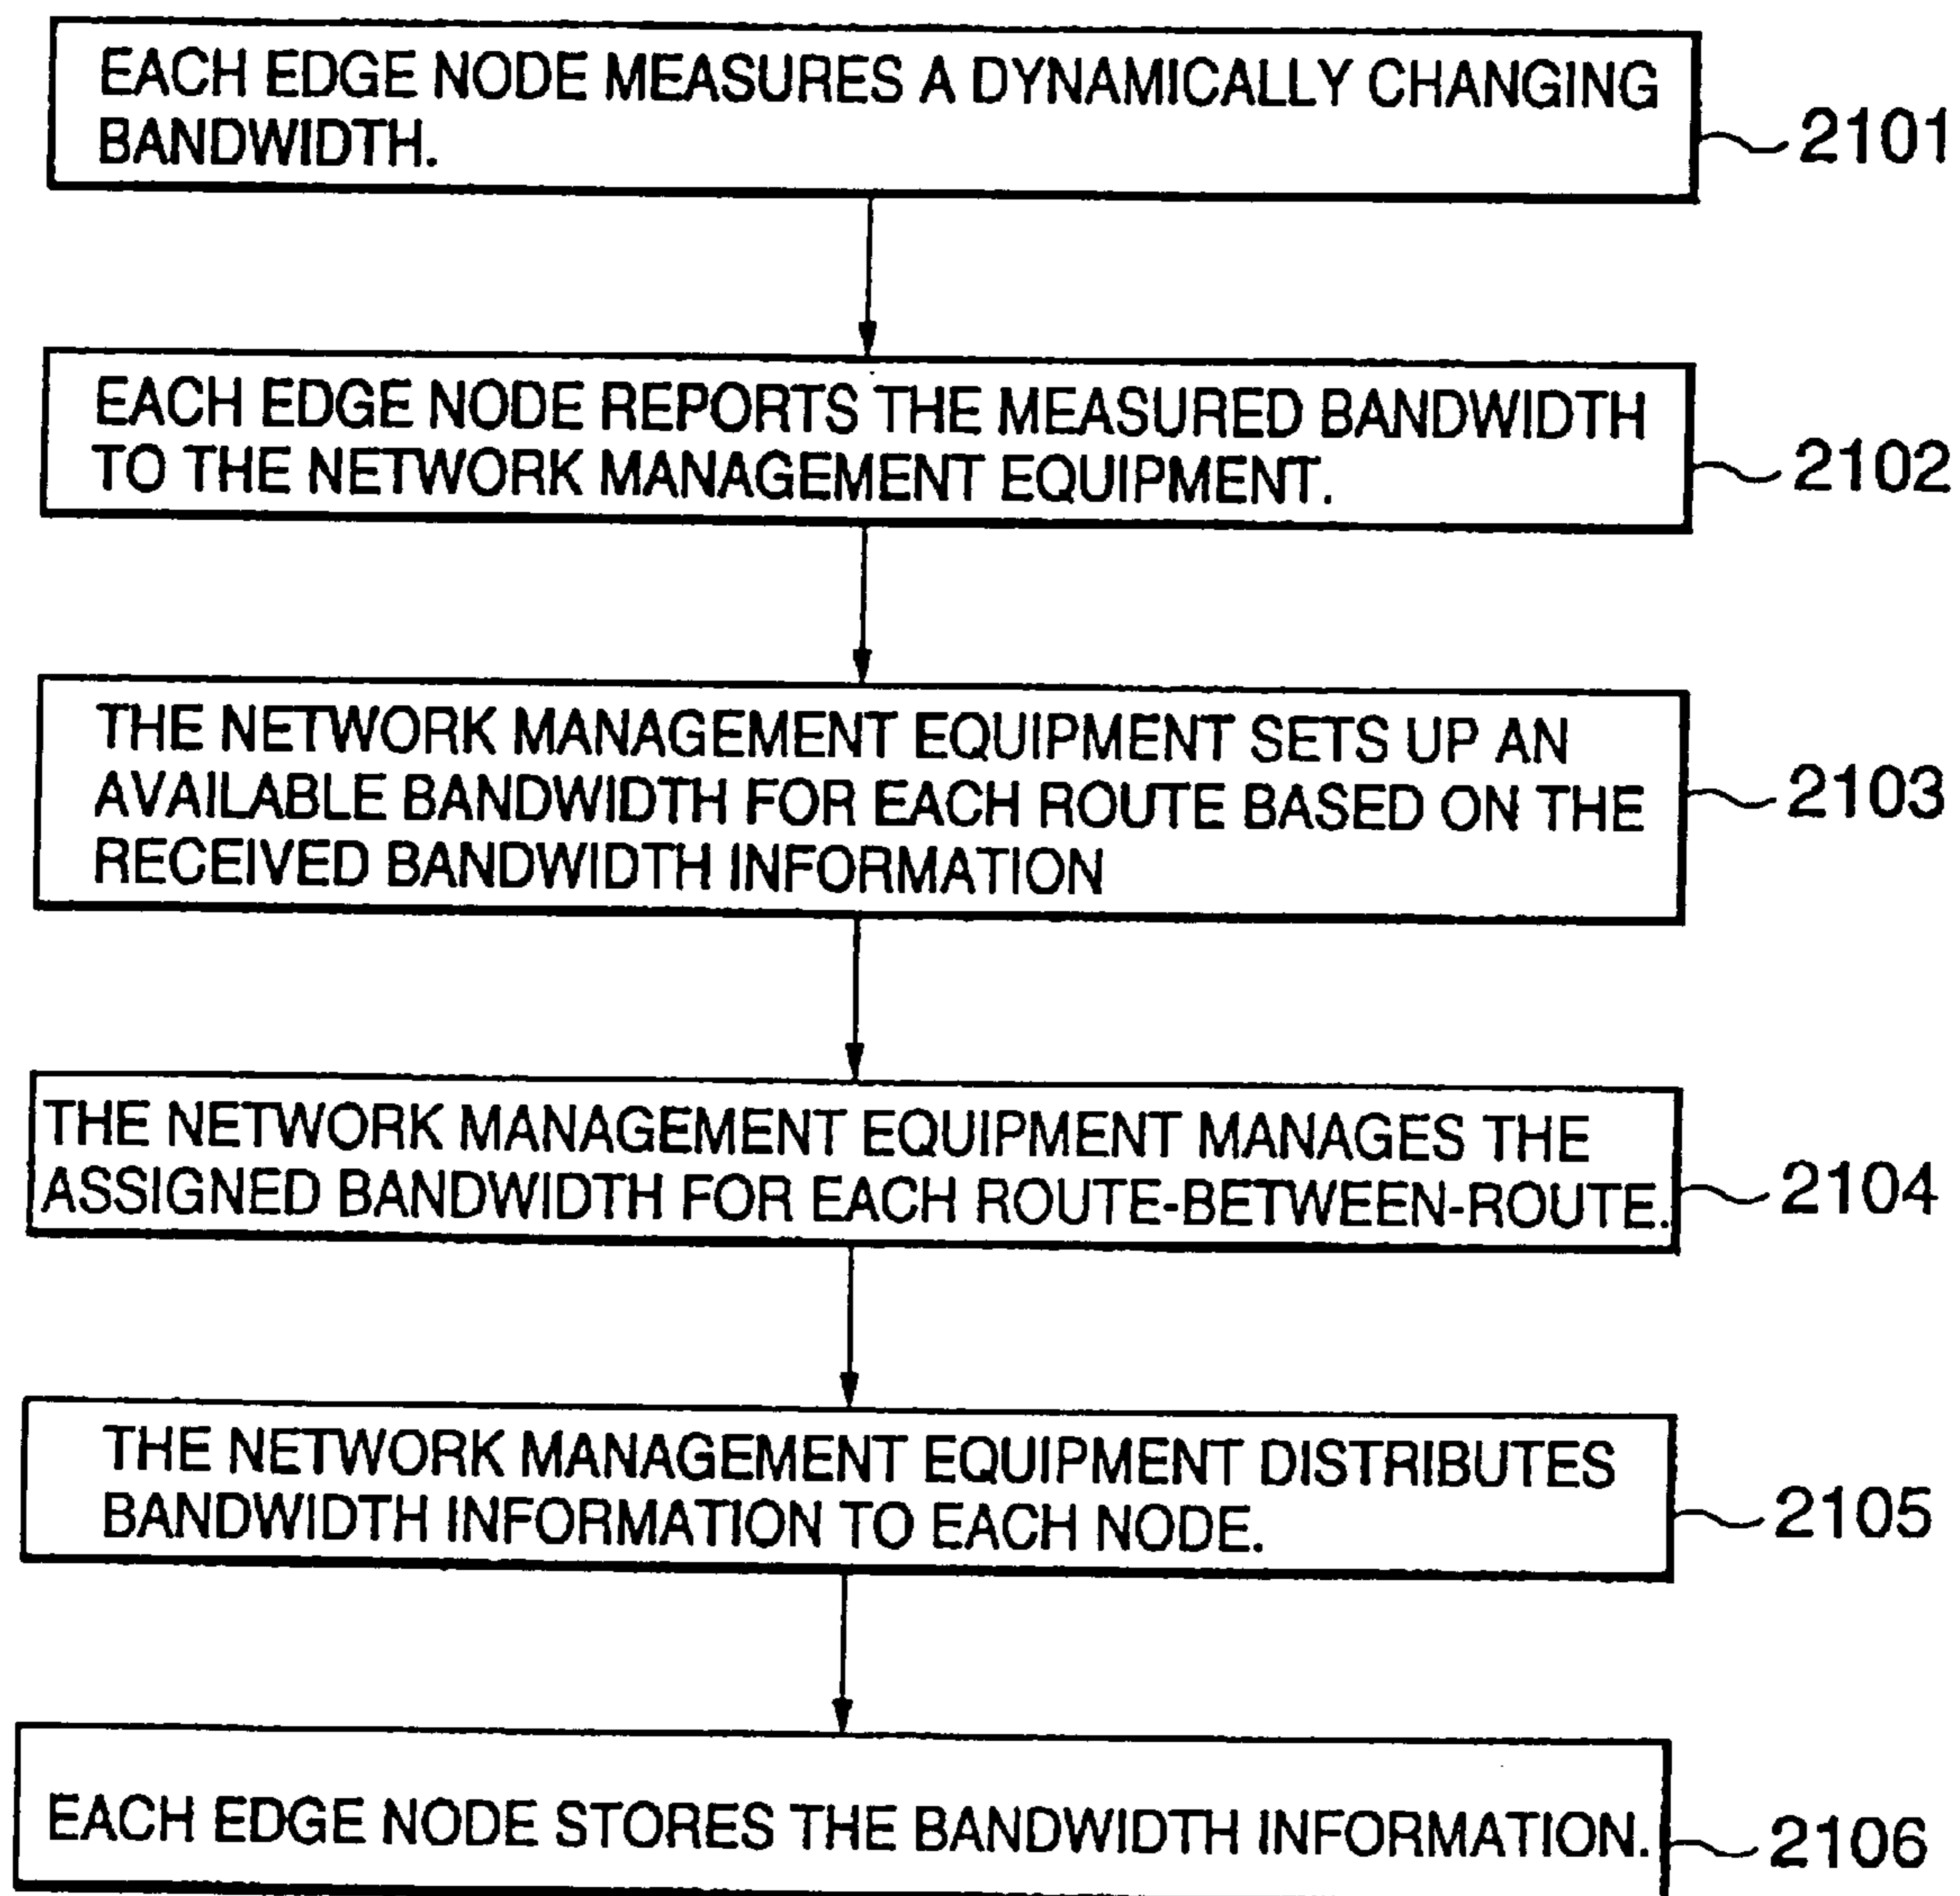 EACH EDGE NODE MEASURES A DYNAMICALLY CHANGING
BANDWIDTH.
2101
EACH EDGE NODE REPORTS THE MEASURED BANDWIDTH
TO THE NETWORK MANAGEMENT EQUIPMENT.
2102
THE NETWORK MANAGEMENT EQUIPMENT SETS UP AN
AVAILABLE BANDWIDTH FOR EACH ROUTE BASED ON THE
RECEIVED BANDWIDTH INFORMATION
2103
THE NETWORK MANAGEMENT EQUIPMENT MANAGES THE
ASSIGNED BANDWIDTH FOR EACH ROUTE-BETWEEN-ROUTE.
2104
THE NETWORK MANAGEMENT EQUIPMENT DISTRIBUTES
BANDWIDTH INFORMATION TO EACH NODE.
2105
EACH EDGE NODE STORES THE BANDWIDTH INFORMATION.
2106